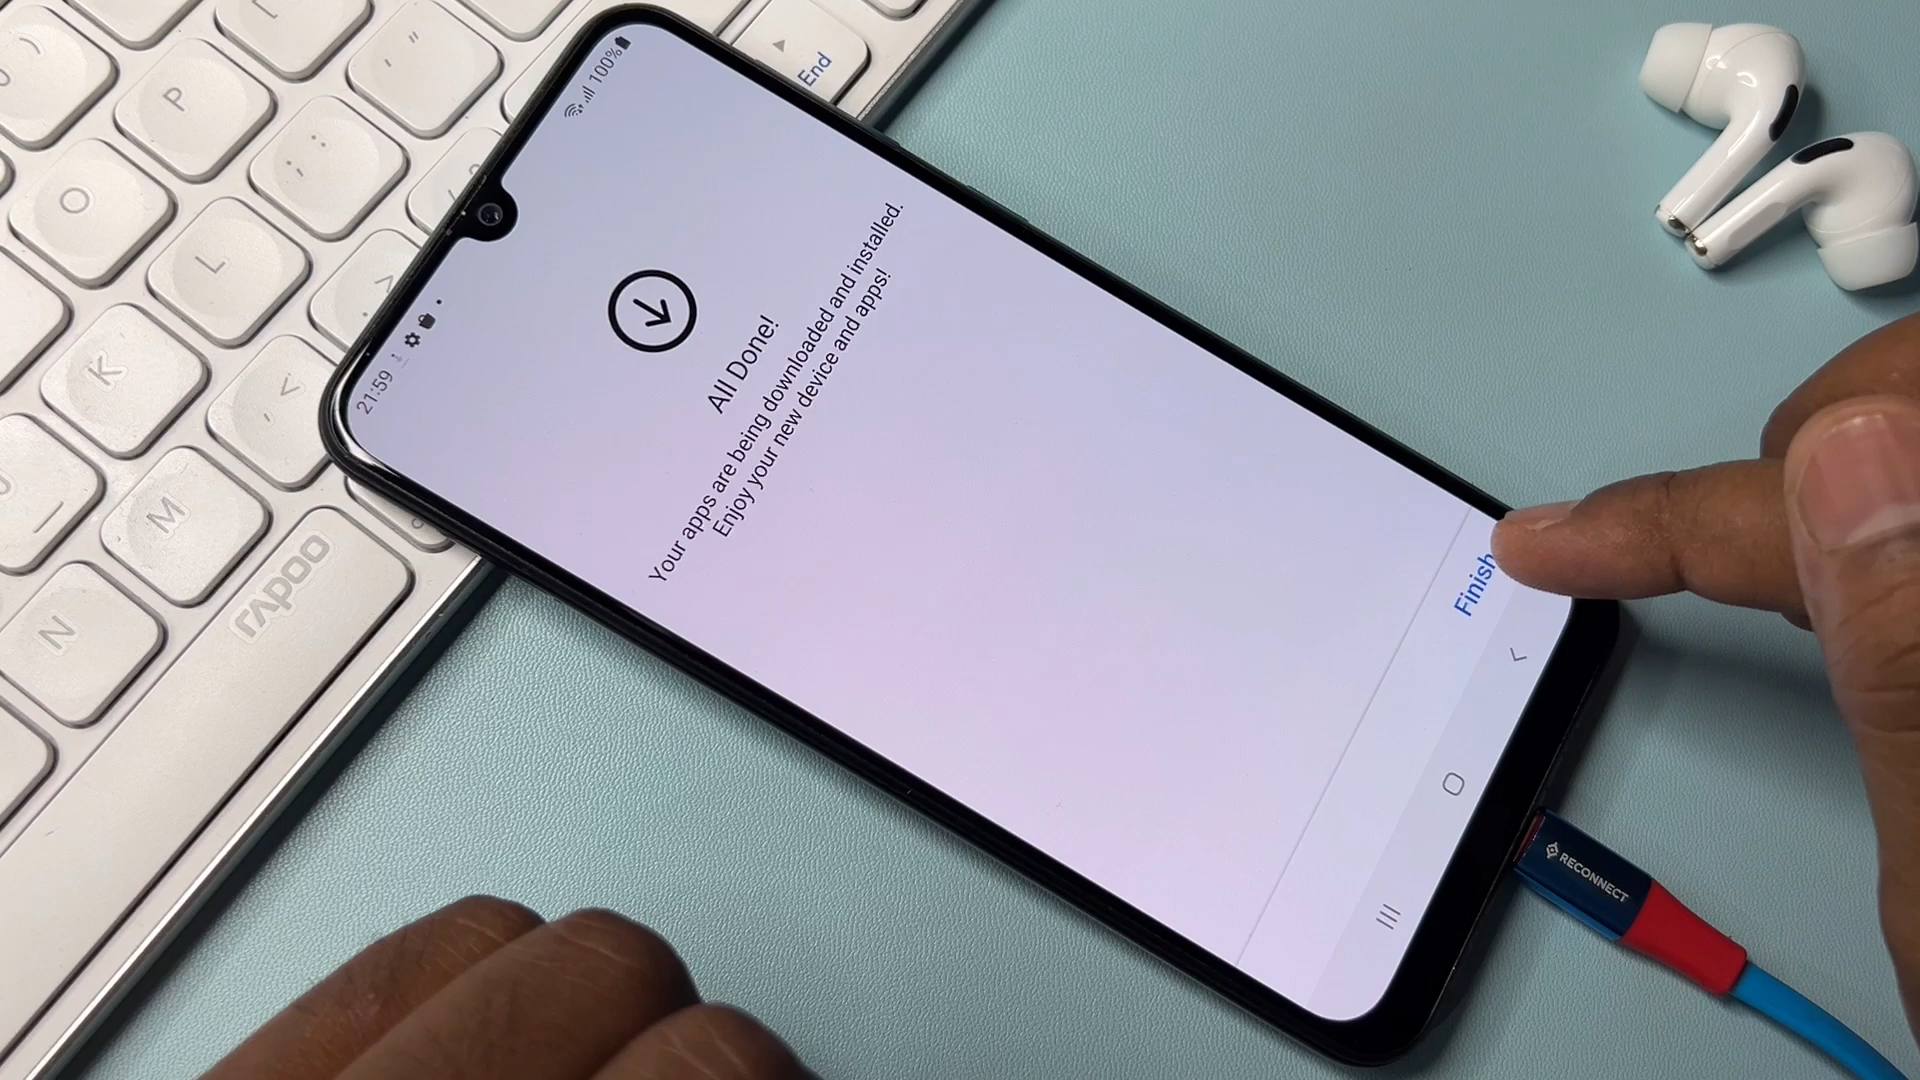 21:59
100%
All Done!
Your apps are being downloaded and installed.
Enjoy your new device and apps!
Finish
RECONNECT
rapoo
End
P
O
L
K
M
N